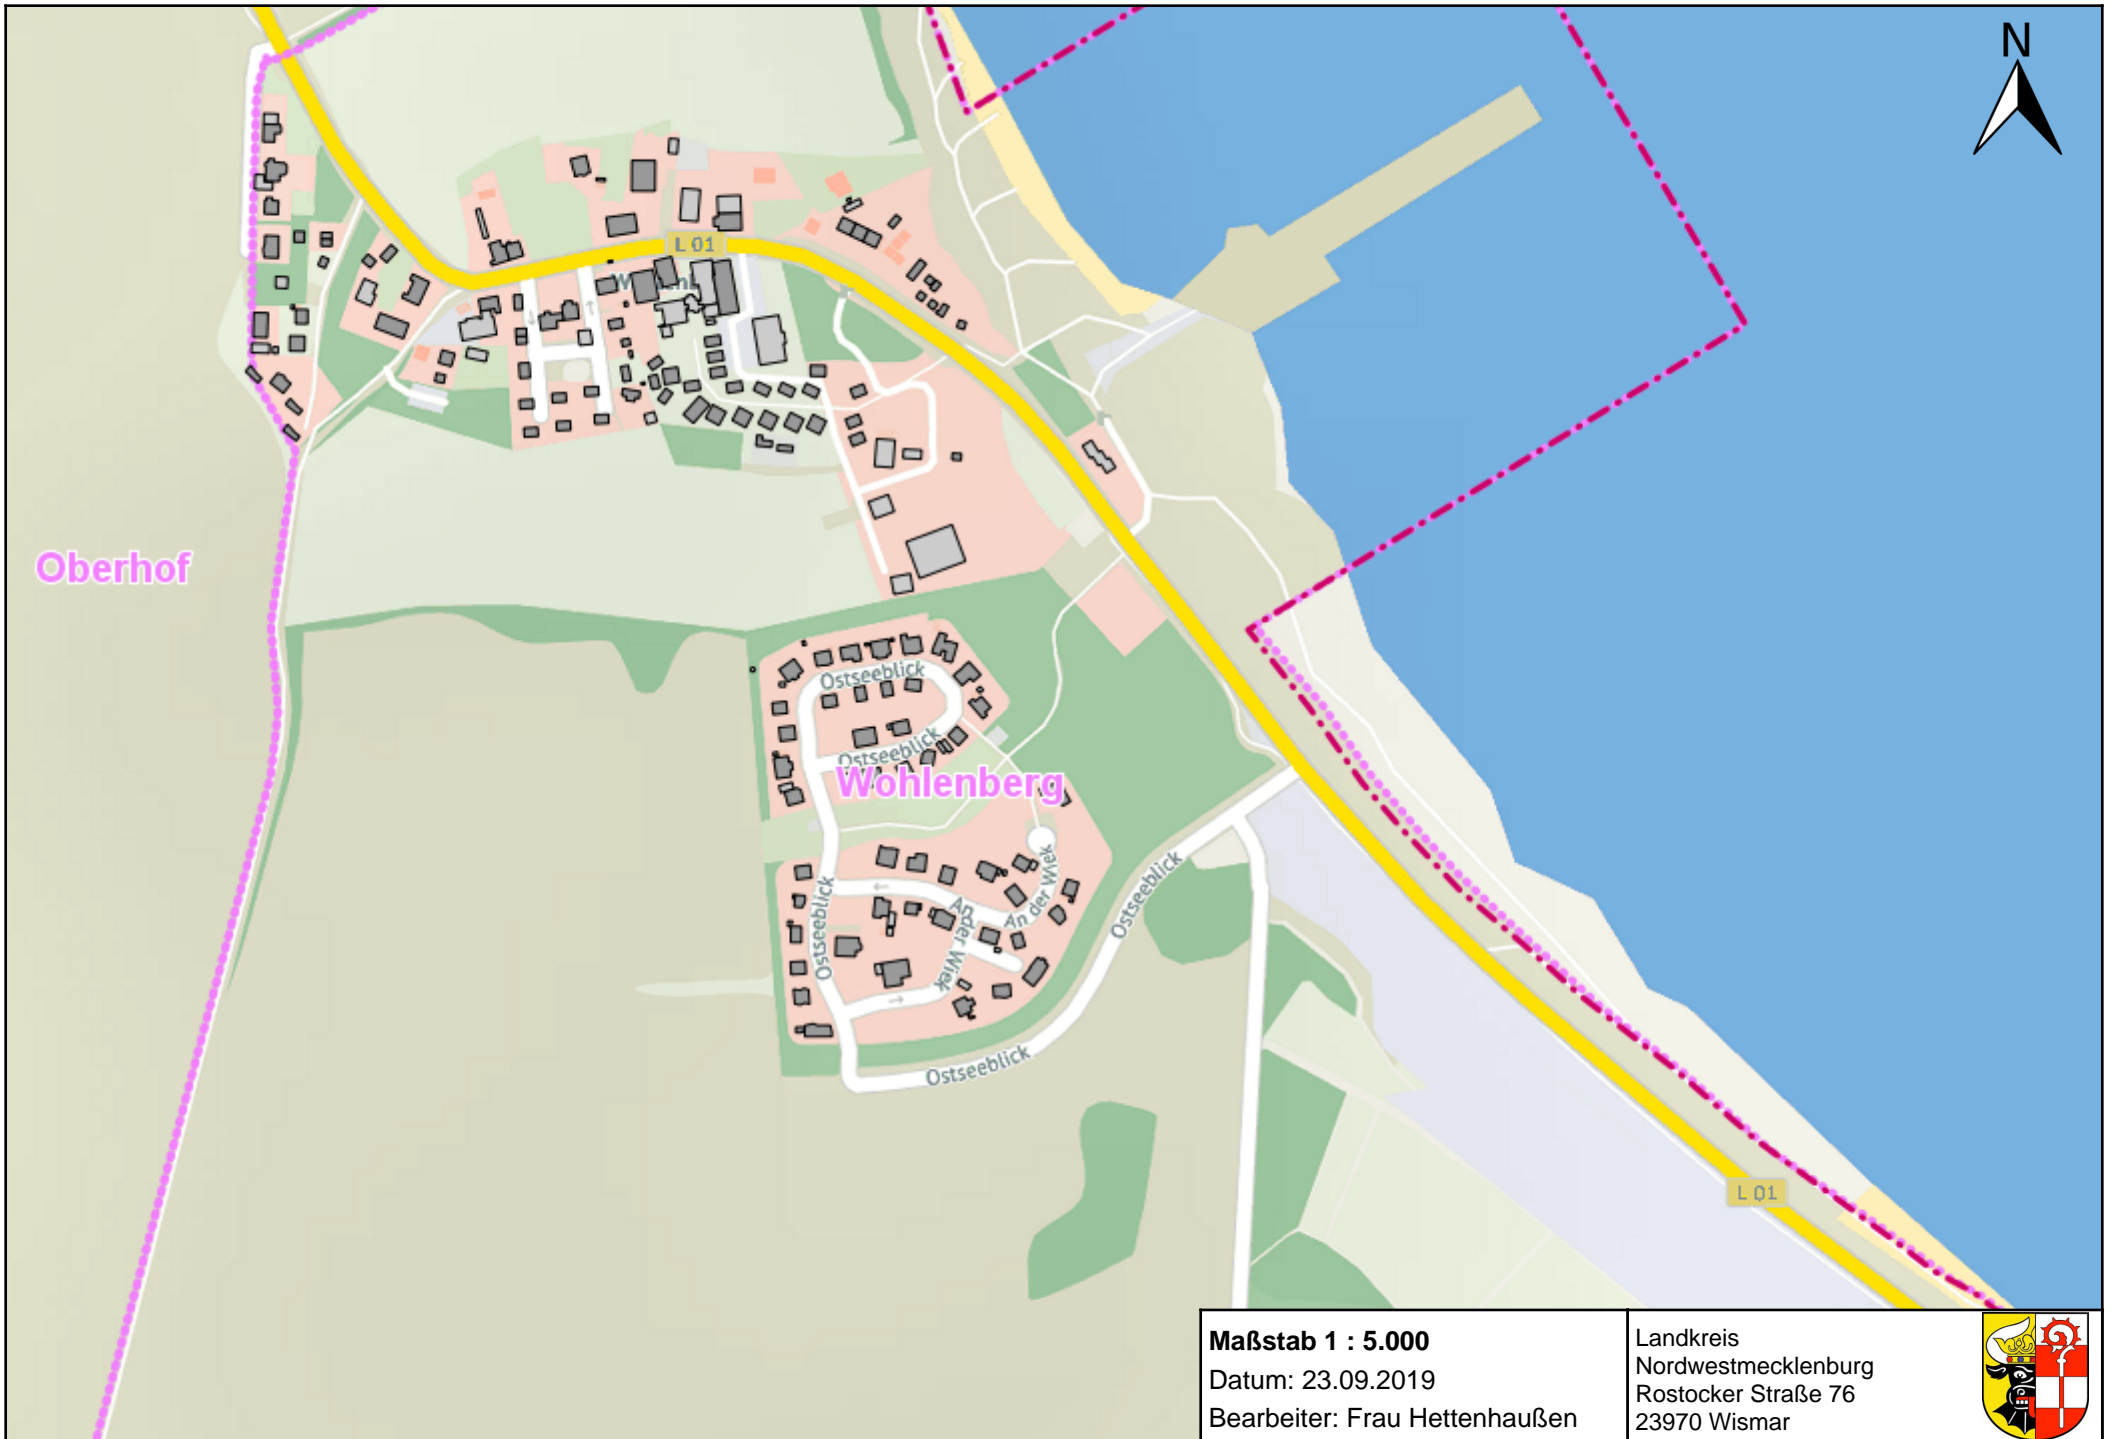 N
L 01
Oberhof
Ostseeblick
Ostseeblick
Wohlenberg
An der Wiek
Ostseeblick
Ostseeblick
An der Wiek
Ostseeblick
L 01
Maßstab 1 : 5.000
Datum: 23.09.2019
Bearbeiter: Frau Hettenhaußen
Landkreis
Nordwestmecklenburg
Rostocker Straße 76
23970 Wismar